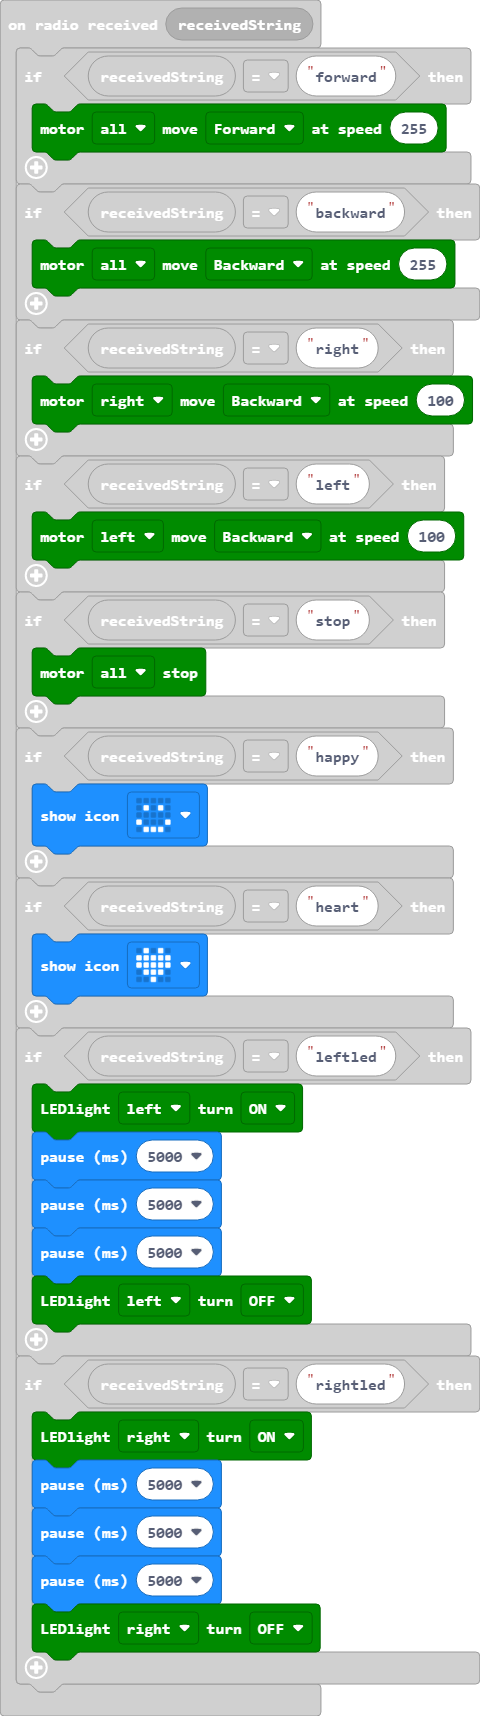 on radio received receivedString
if receivedString = "forward" then
motor all move Forward at speed 255
if receivedString = "backward" then
motor all move Backward at speed 255
if receivedString = "right" then
motor right move Backward at speed 100
if receivedString = "left" then
motor left move Backward at speed 100
if receivedString = "stop" then
motor all stop
if receivedString = "happy" then
show icon
if receivedString = "heart" then
show icon
if receivedString = "leftled" then
LEDlight left turn ON
pause (ms) 5000
pause (ms) 5000
pause (ms) 5000
LEDlight left turn OFF
if receivedString = "rightled" then
LEDlight right turn ON
pause (ms) 5000
pause (ms) 5000
pause (ms) 5000
LEDlight right turn OFF